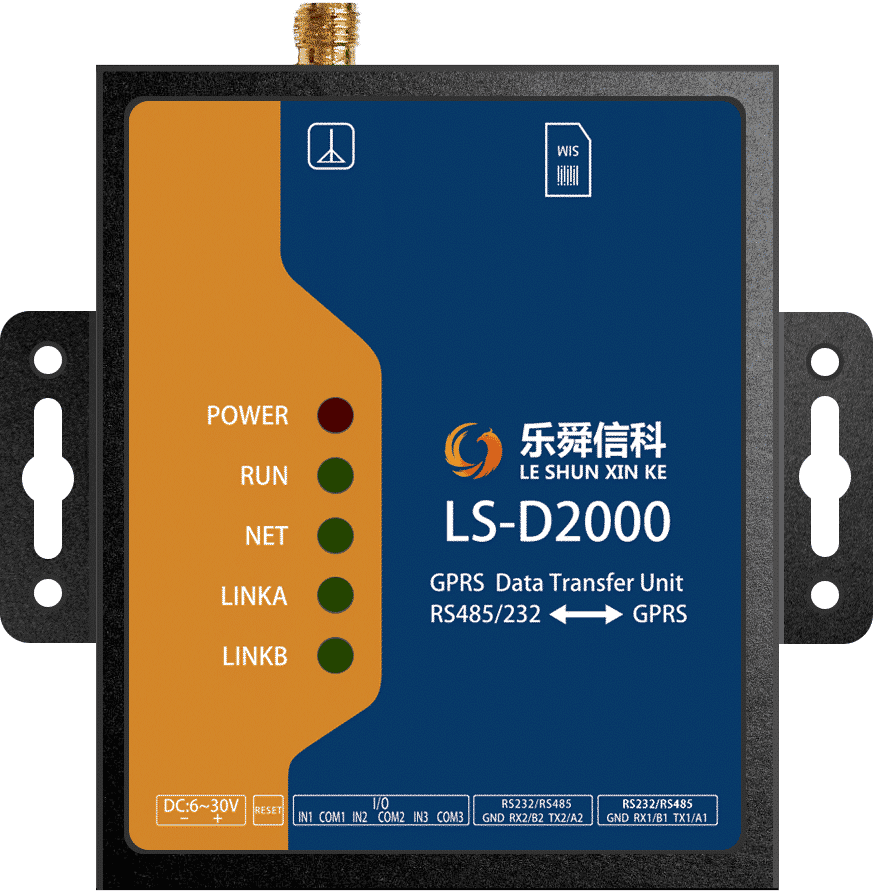 SIM
POWER
RUN
NET
LINKA
LINKB
乐舜信科
LE SHUN XIN KE
LS-D2000
GPRS Data Transfer Unit
RS485/232 GPRS
DC:6~30V
− +
RESET
I/O
IN1 COM1 IN2 COM2 IN3 COM3
RS232/RS485
GND RX2/B2 TX2/A2
RS232/RS485
GND RX1/B1 TX1/A1